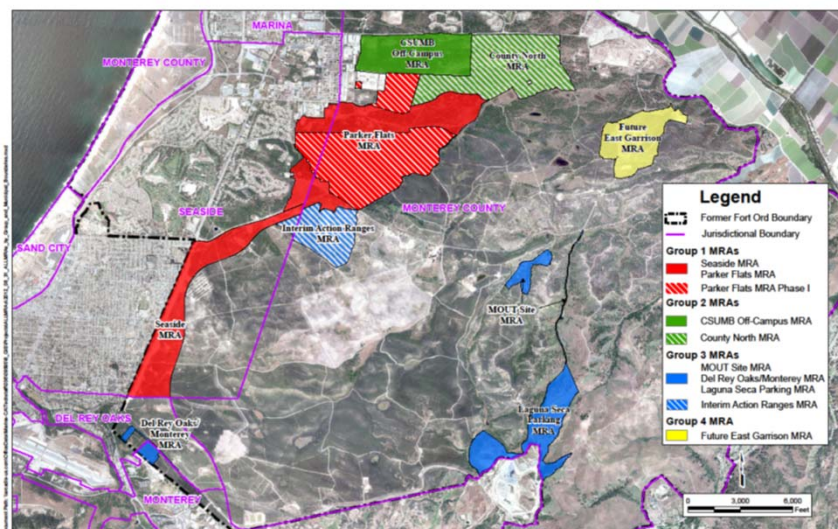 MARINA
MONTEREY COUNTY
CSUMB
Off-Campus
MRA
County North
MRA
Parker Flats
MRA
Future
East Garrison
MRA
SEASIDE
MONTEREY COUNTY
SAND CITY
Interim Action Ranges
MRA
MOUT Site
MRA
Seaside
MRA
DEL REY OAKS
Del Rey Oaks/
Monterey
MRA
Laguna Seca
Parking
MRA
MONTEREY
Legend
Former Fort Ord Boundary
Jurisdictional Boundary
Group 1 MRAs
Seaside MRA
Parker Flats MRA
Parker Flats MRA Phase I
Group 2 MRAs
CSUMB Off-Campus MRA
County North MRA
Group 3 MRAs
MOUT Site MRA
Del Rey Oaks/Monterey MRA
Laguna Seca Parking MRA
Interim Action Ranges MRA
Group 4 MRA
Future East Garrison MRA
0 3,000 6,000
Feet